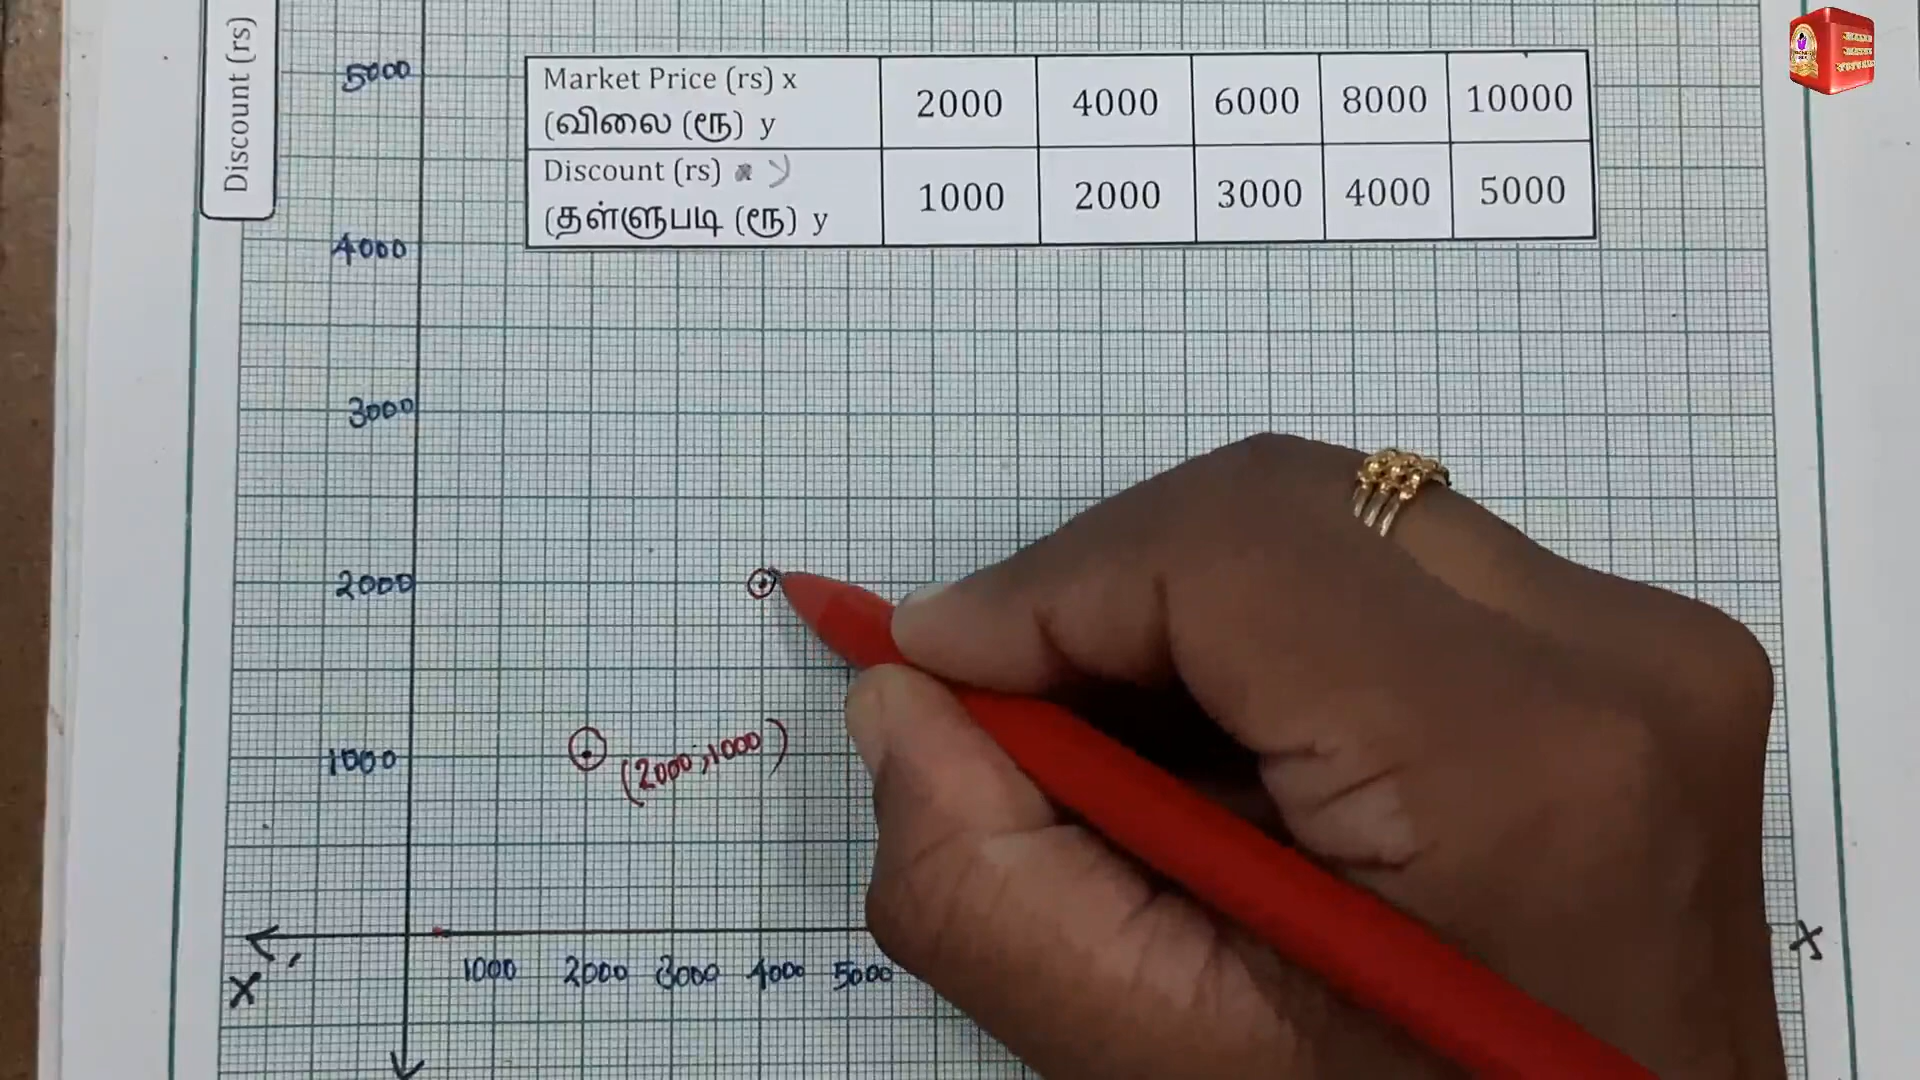 Discount (rs)
Market Price (rs) x
(விலை (ரூ) y
2000 4000 6000 8000 10000
Discount (rs) y
(தள்ளுபடி (ரூ) y
1000 2000 3000 4000 5000
5000
4000
3000
2000
1000
(2000,1000)
X'
X
1000 2000 3000 4000 5000